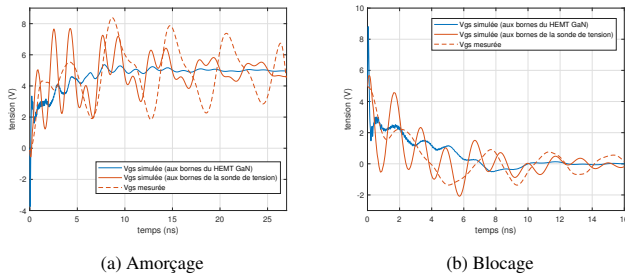 10
8
6
4
2
0
-2
-4
0
5
10
15
20
25
tension (V)
temps (ns)
Vgs simulée (aux bornes du HEMT GaN)
Vgs simulée (aux bornes de la sonde de tension)
Vgs mesurée
(a) Amorçage
10
8
6
4
2
0
-2
-4
0
2
4
6
8
10
12
14
16
tension (V)
temps (ns)
Vgs simulée (aux bornes du HEMT GaN)
Vgs simulée (aux bornes de la sonde de tension)
Vgs mesurée
(b) Blocage